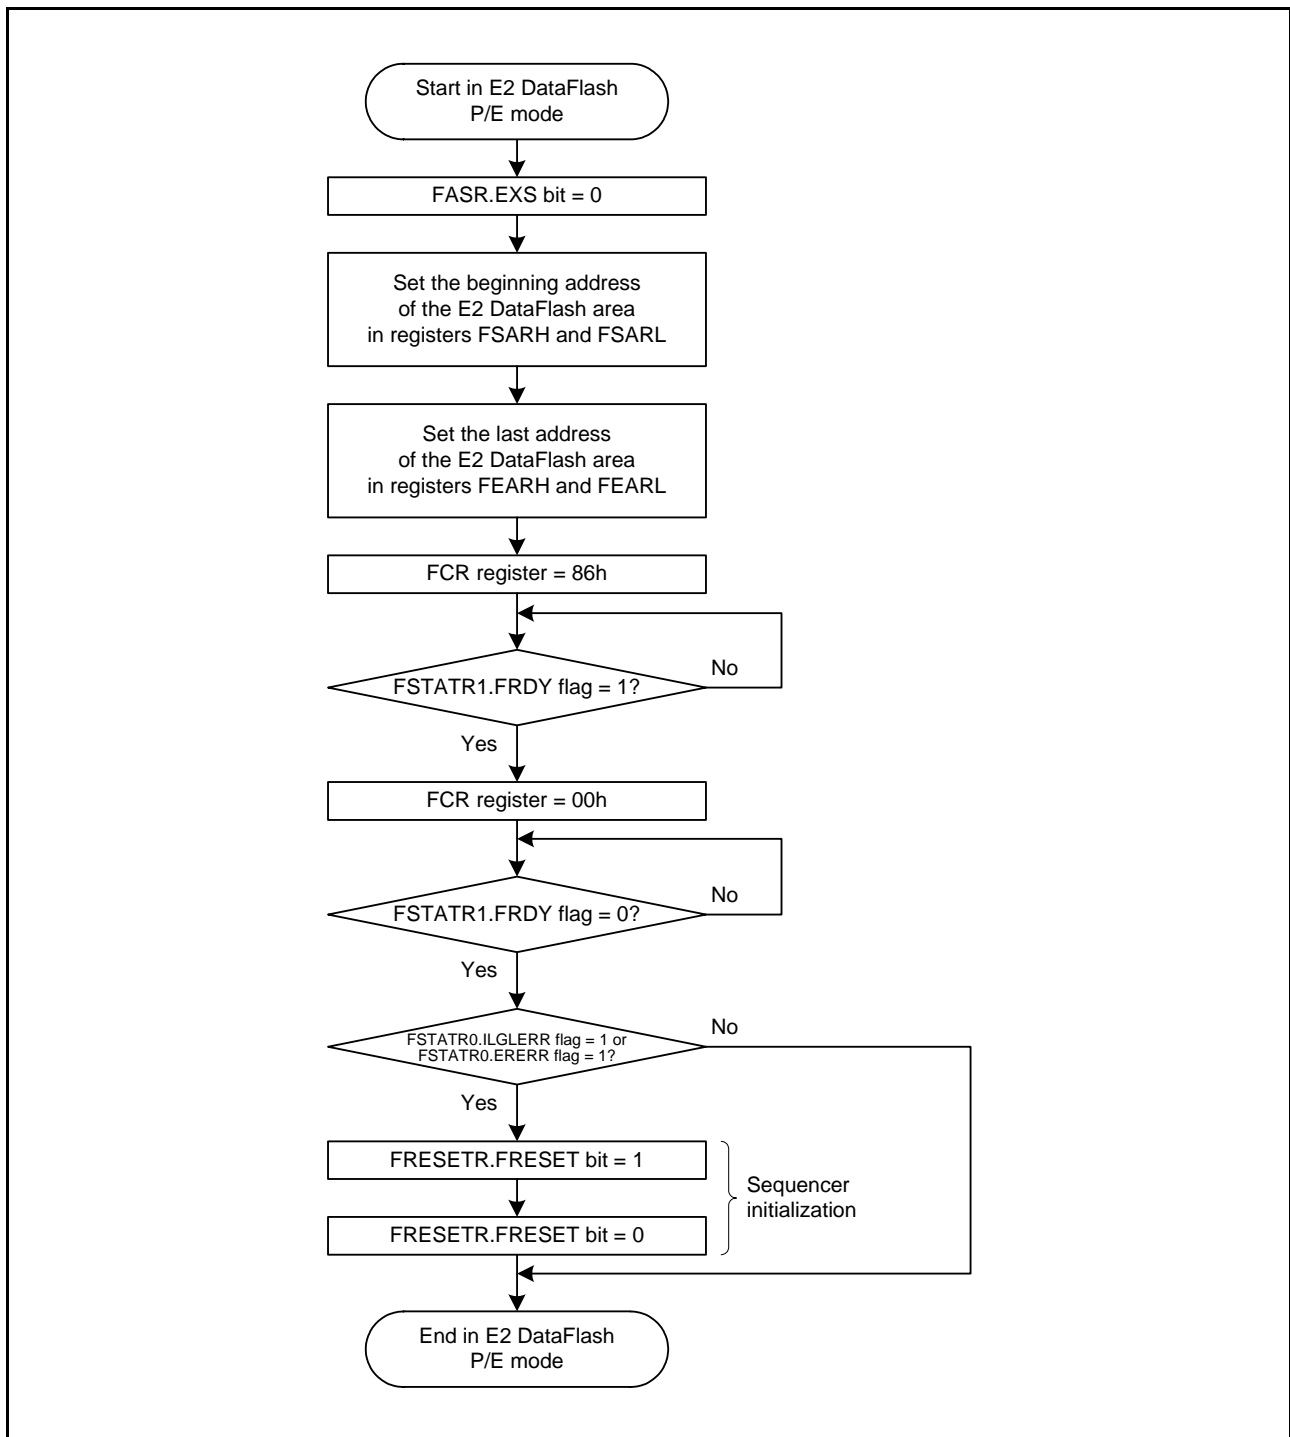 Start in E2 DataFlash
P/E mode
FASR.EXS bit = 0
Set the beginning address
of the E2 DataFlash area
in registers FSARH and FSARL
Set the last address
of the E2 DataFlash area
in registers FEARH and FEARL
FCR register = 86h
No
FSTATR1.FRDY flag = 1?
Yes
FCR register = 00h
No
FSTATR1.FRDY flag = 0?
Yes
No
FSTATR0.ILGLERR flag = 1 or
FSTATR0.ERERR flag = 1?
Yes
FRESETR.FRESET bit = 1
Sequencer
initialization
FRESETR.FRESET bit = 0
End in E2 DataFlash
P/E mode